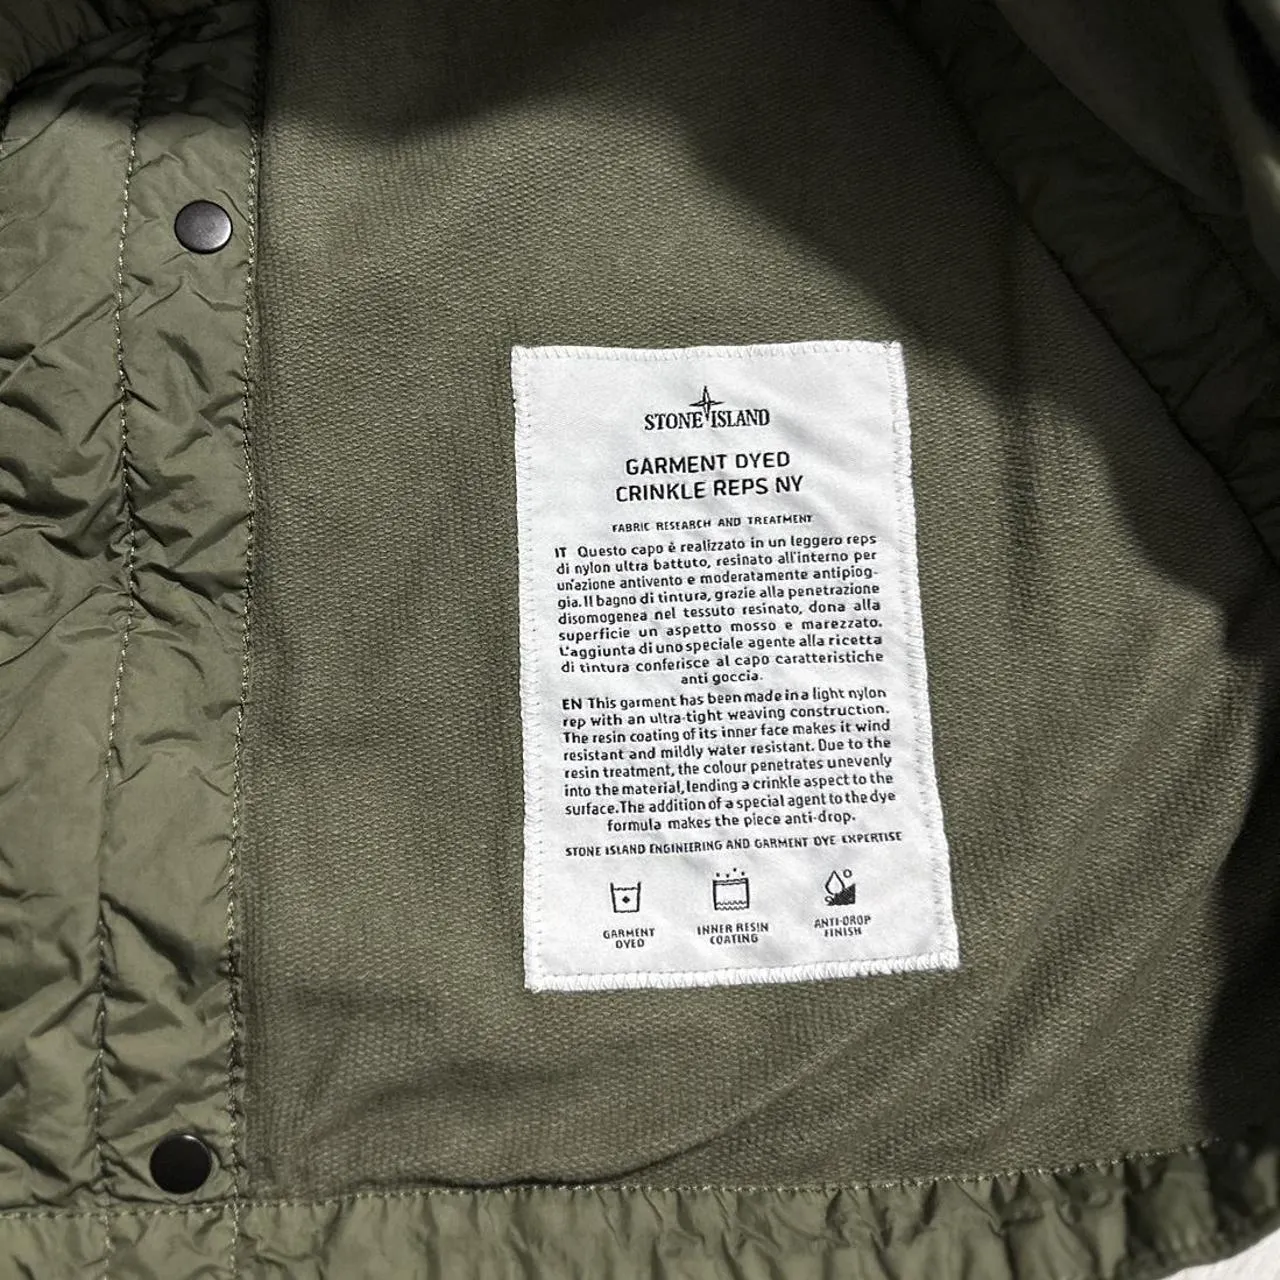 STONE ISLAND
GARMENT DYED
CRINKLE REPS NY
FABRIC RESEARCH AND TREATMENT
IT Questo capo è realizzato in un leggero reps
di nylon ultra battuto, resinato all'interno per
un'azione antivento e moderatamente antipiog-
gia. Il bagno di tintura, grazie alla penetrazione
disomogenea nel tessuto resinato, dona alla
superficie un aspetto mosso e marezzato.
L'aggiunta di uno speciale agente alla ricetta
di tintura conferisce al capo caratteristiche
anti goccia.
EN This garment has been made in a light nylon
rep with an ultra-tight weaving construction.
The resin coating of its inner face makes it wind
resistant and mildly water resistant. Due to the
resin treatment, the colour penetrates unevenly
into the material, lending a crinkle aspect to the
surface. The addition of a special agent to the dye
formula makes the piece anti-drop.
STONE ISLAND ENGINEERING AND GARMENT DYE EXPERTISE
GARMENT
DYED
INNER RESIN
COATING
ANTI-DROP
FINISH